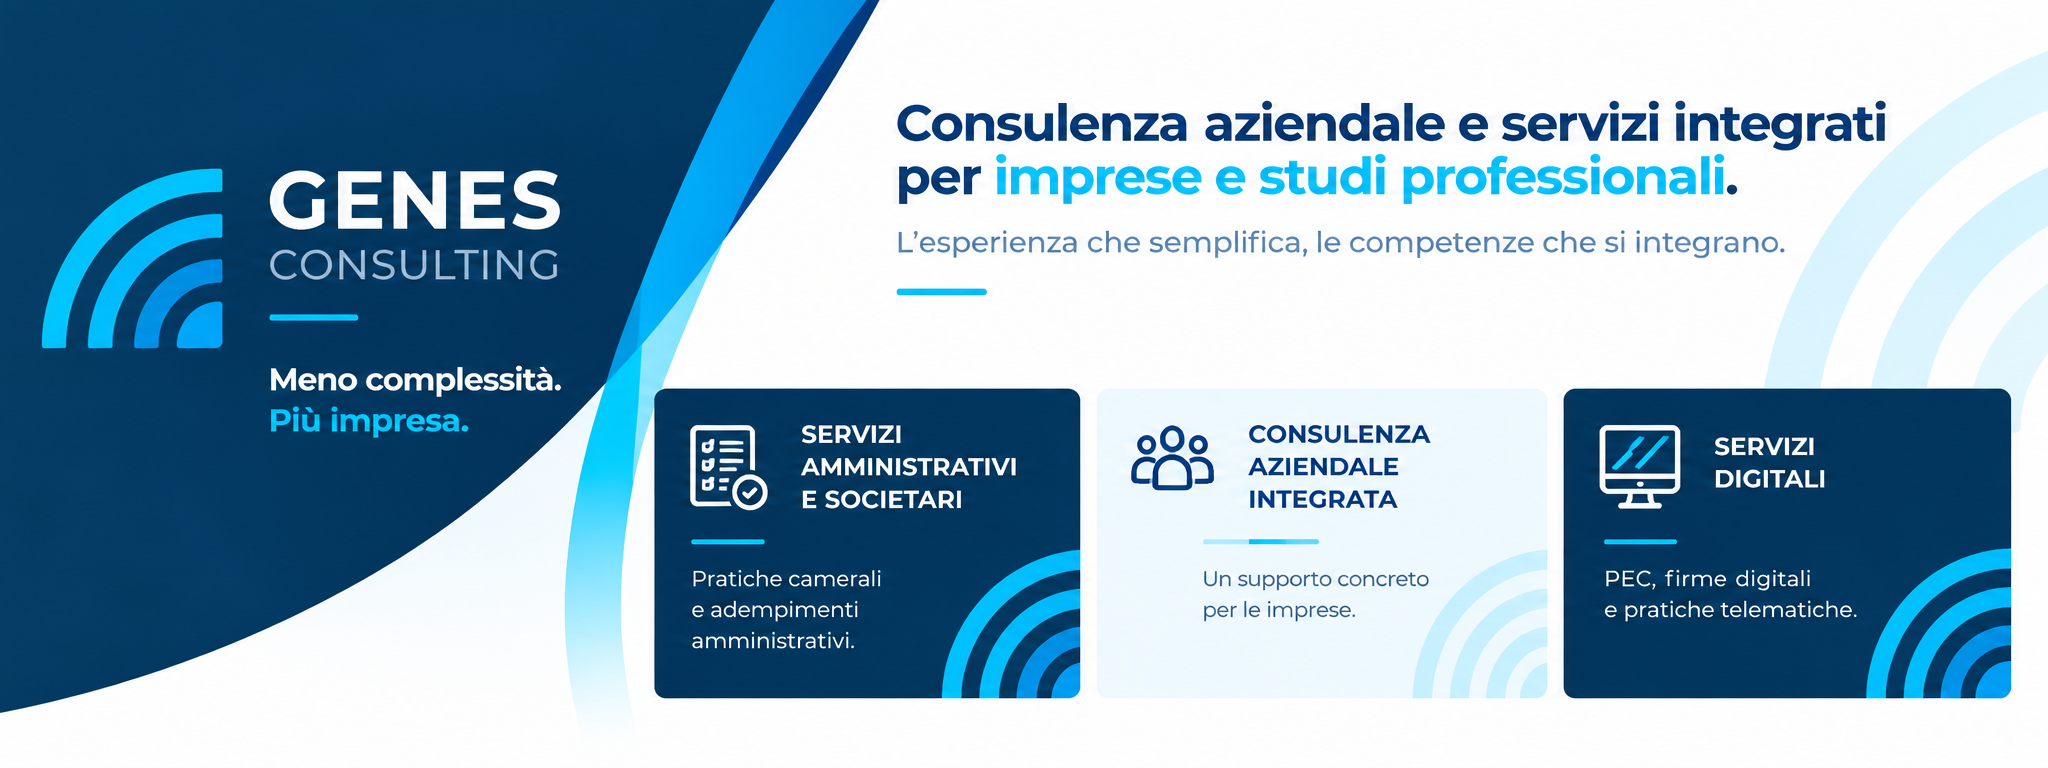 GENES
CONSULTING
Meno complessità.
Più impresa.
Consulenza aziendale e servizi integrati
per imprese e studi professionali.
L'esperienza che semplifica, le competenze che si integrano.
SERVIZI
AMMINISTRATIVI
E SOCIETARI
Pratiche camerali
e adempimenti
amministrativi.
CONSULENZA
AZIENDALE
INTEGRATA
Un supporto concreto
per le imprese.
SERVIZI
DIGITALI
PEC, firme digitali
e pratiche telematiche.